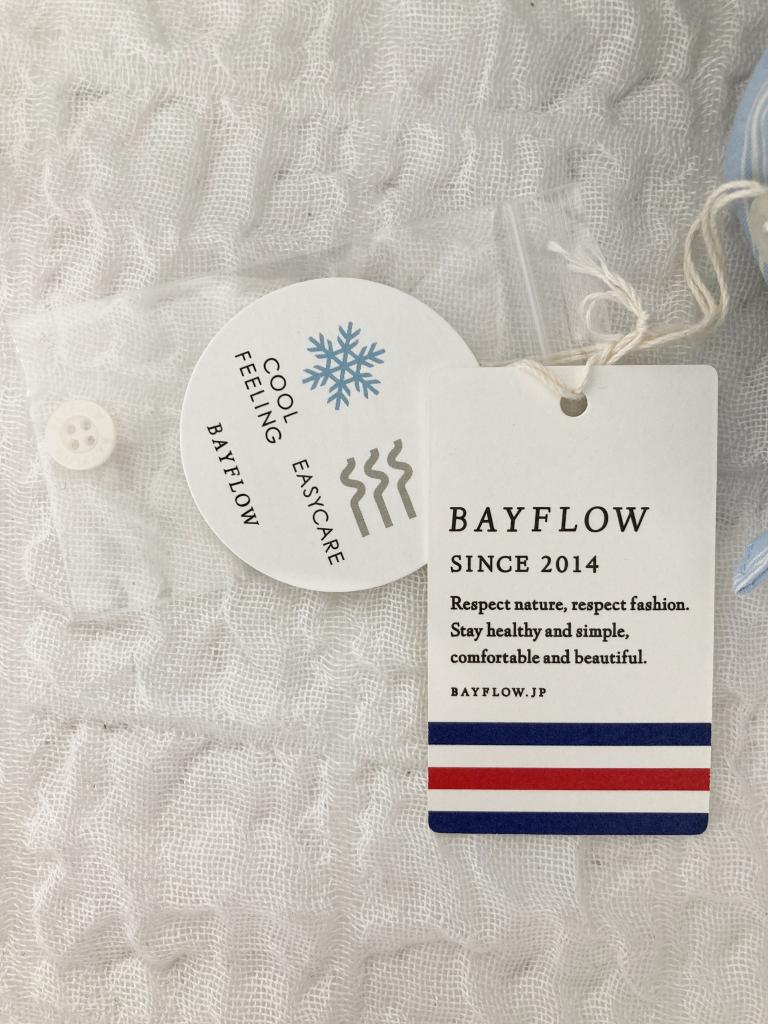 COOL
FEELING
EASYCARE
BAYFLOW
BAYFLOW
SINCE 2014
Respect nature, respect fashion.
Stay healthy and simple,
comfortable and beautiful.
BAYFLOW.JP